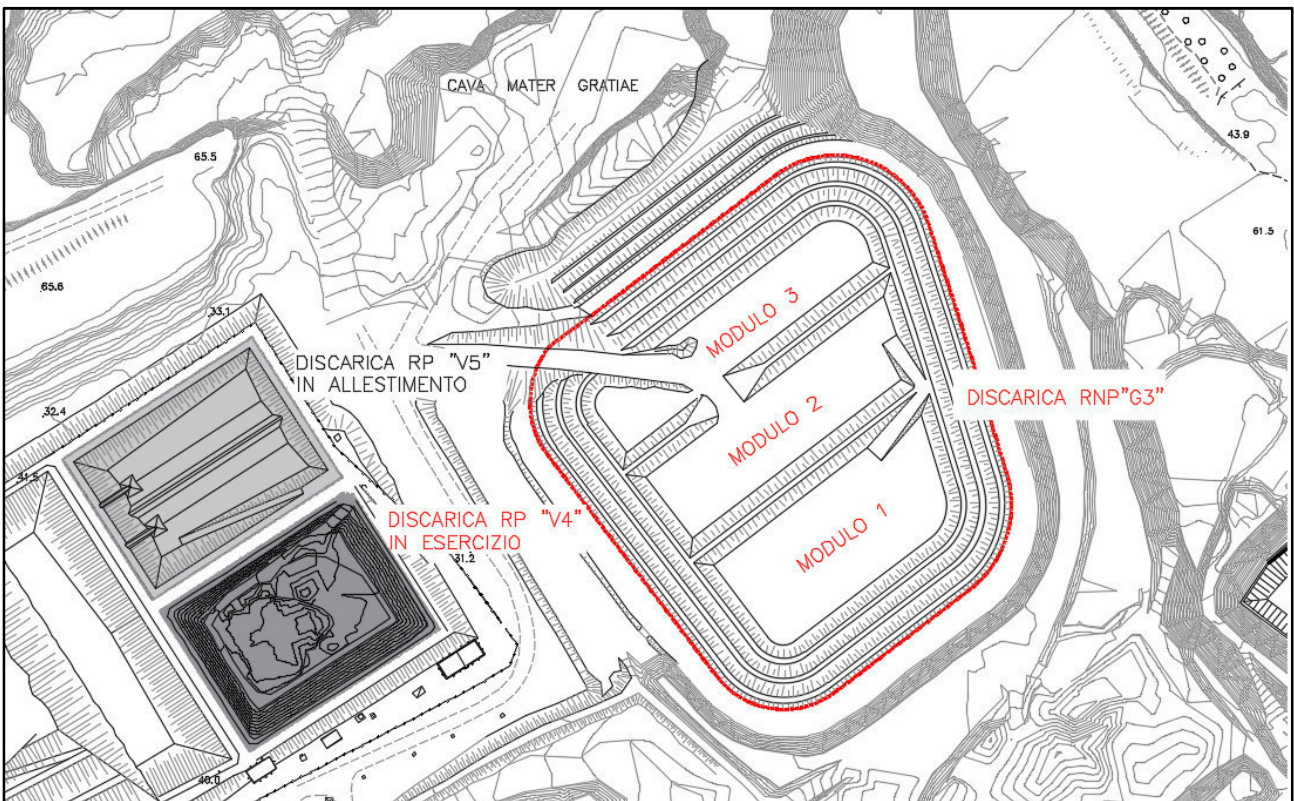 CAVA MATER GRATIAE
43.9
65.5
61.5
65.6
33.1
MODULO 3
DISCARICA RP "V5"
IN ALLESTIMENTO
DISCARICA RNP"G3"
32.4
MODULO 2
41.5
DISCARICA RP "V4"
IN ESERCIZIO
MODULO 1
31.2
40.0